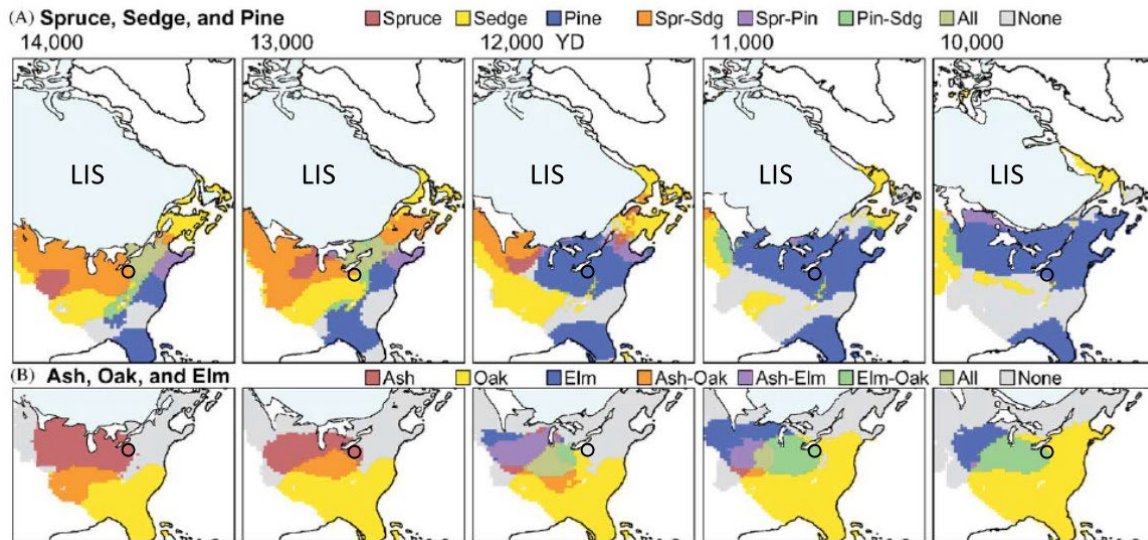 (A) Spruce, Sedge, and Pine Spruce Sedge Pine Spr-Sdg Spr-Pin Pin-Sdg All None
14,000 13,000 12,000 YD 11,000 10,000
LIS LIS LIS LIS LIS
(B) Ash, Oak, and Elm Ash Oak Elm Ash-Oak Ash-Elm Elm-Oak All None